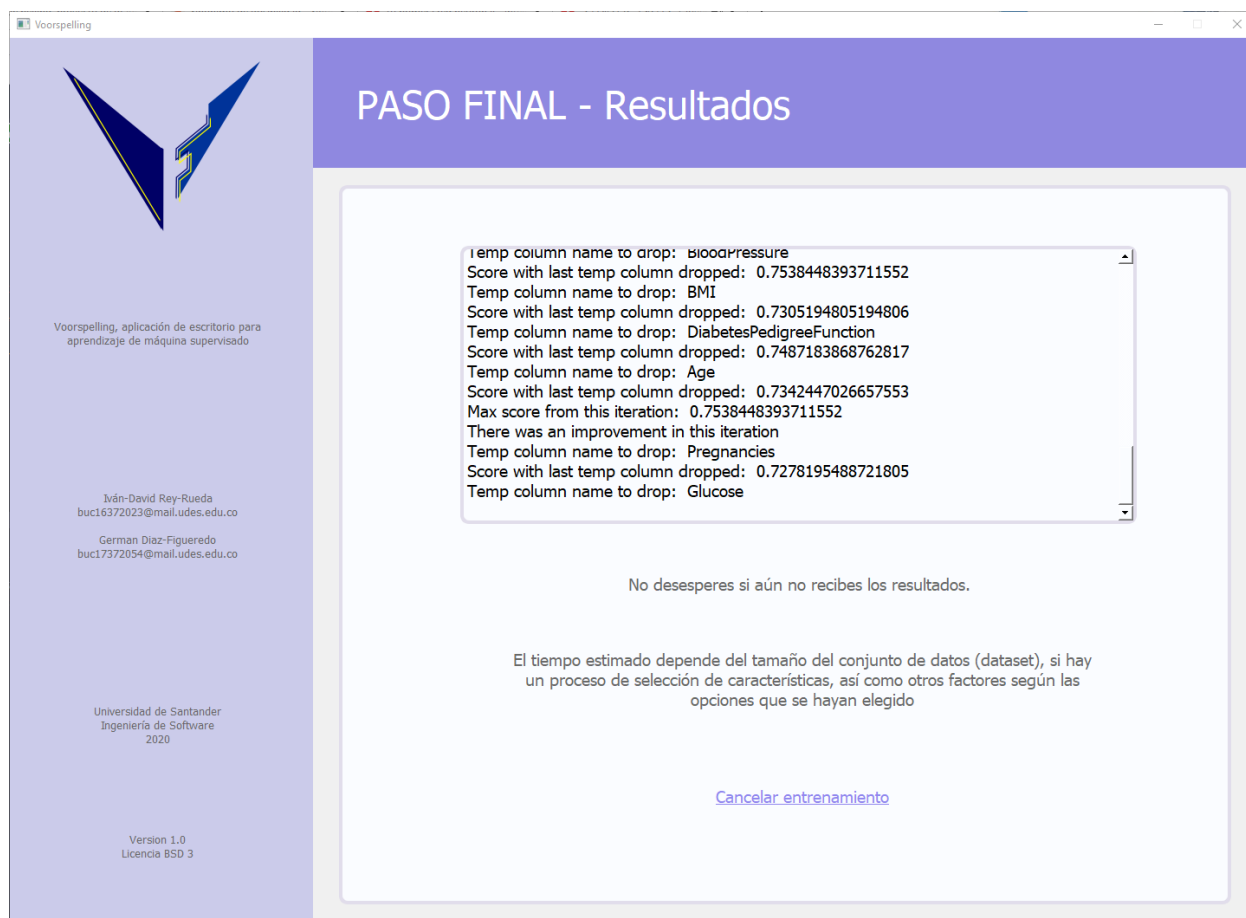 Voorspelling
PASO FINAL - Resultados
Voorspelling, aplicación de escritorio para
aprendizaje de máquina supervisado
Iván-David Rey-Rueda
buc16372023@mail.udes.edu.co
German Diaz-Figueredo
buc17372054@mail.udes.edu.co
Universidad de Santander
Ingeniería de Software
2020
Version 1.0
Licencia BSD 3
Temp column name to drop: BloodPressure
Score with last temp column dropped: 0.7538448393711552
Temp column name to drop: BMI
Score with last temp column dropped: 0.7305194805194806
Temp column name to drop: DiabetesPedigreeFunction
Score with last temp column dropped: 0.7487183868762817
Temp column name to drop: Age
Score with last temp column dropped: 0.7342447026657553
Max score from this iteration: 0.7538448393711552
There was an improvement in this iteration
Temp column name to drop: Pregnancies
Score with last temp column dropped: 0.7278195488721805
Temp column name to drop: Glucose
No desesperes si aún no recibes los resultados.
El tiempo estimado depende del tamaño del conjunto de datos (dataset), si hay
un proceso de selección de características, así como otros factores según las
opciones que se hayan elegido
Cancelar entrenamiento